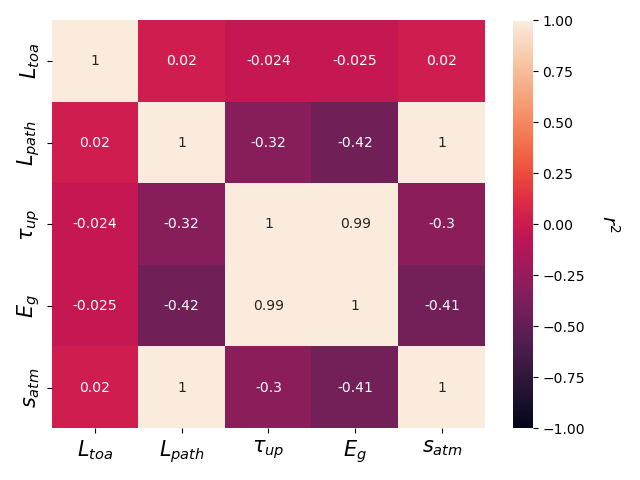 L_toa 1 0.02 -0.024 -0.025 0.02
L_path 0.02 1 -0.32 -0.42 1
τ_up -0.024 -0.32 1 0.99 -0.3
E_g -0.025 -0.42 0.99 1 -0.41
s_atm 0.02 1 -0.3 -0.41 1
L_toa L_path τ_up E_g s_atm
1.00
0.75
0.50
0.25
0.00
−0.25
−0.50
−0.75
−1.00
r²